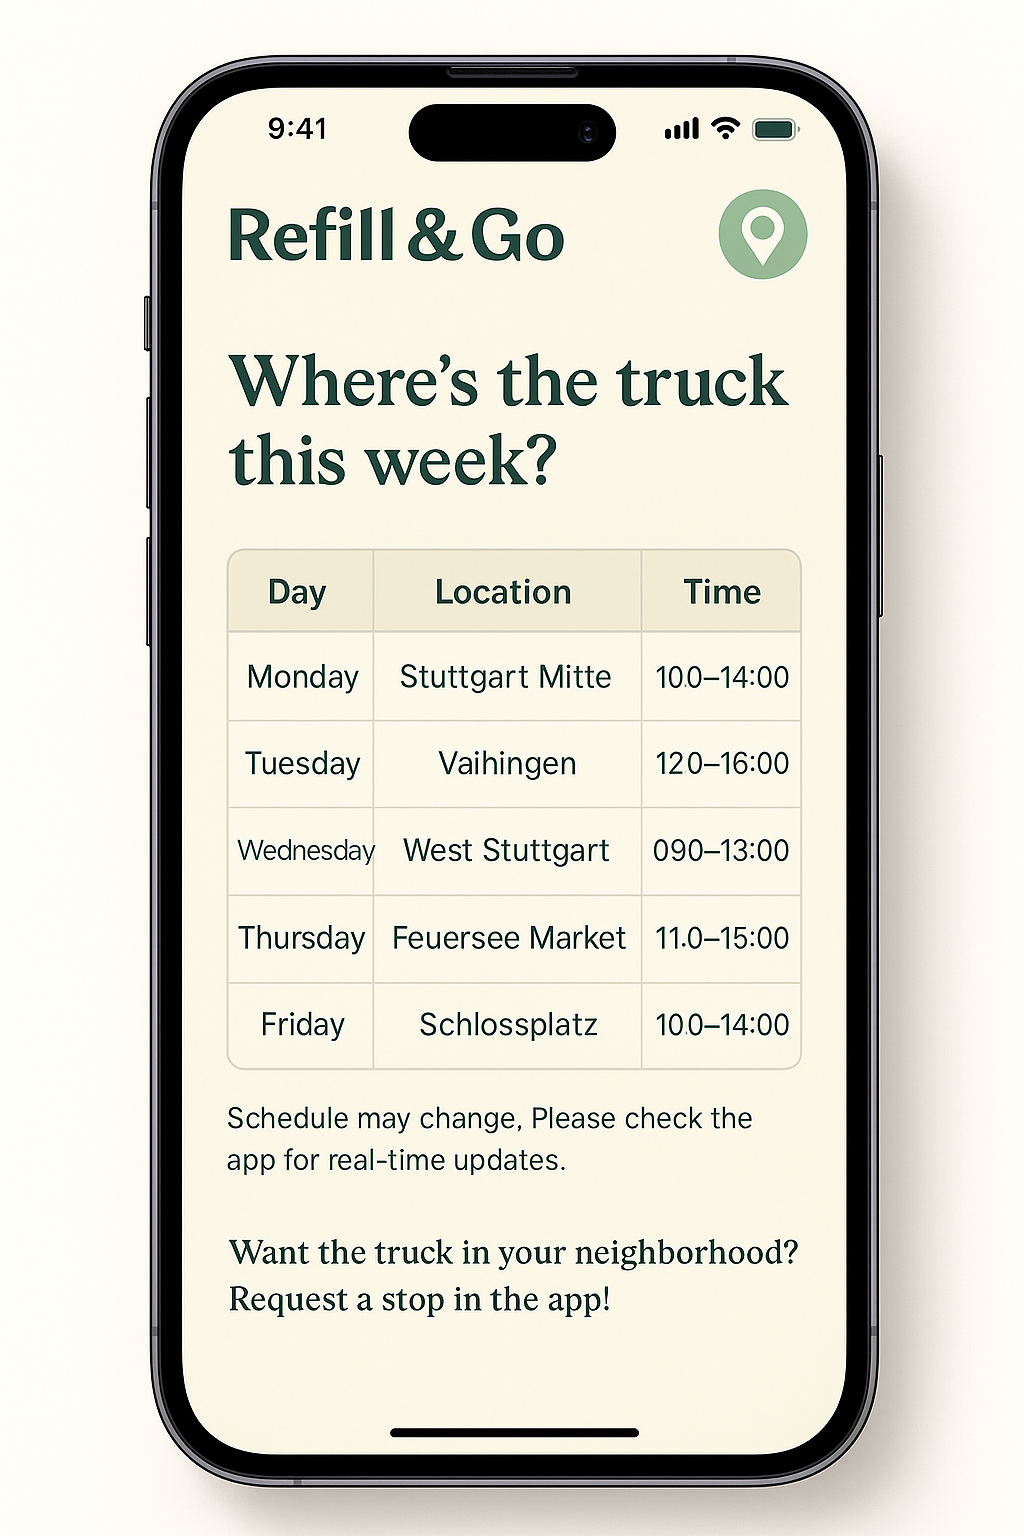 9:41
Refill & Go
Where’s the truck
this week?
Day Location Time
Monday Stuttgart Mitte 10.0–14:00
Tuesday Vaihingen 120–16:00
Wednesday West Stuttgart 090–13:00
Thursday Feuersee Market 11.0–15:00
Friday Schlossplatz 10.0–14:00
Schedule may change, Please check the
app for real-time updates.
Want the truck in your neighborhood?
Request a stop in the app!